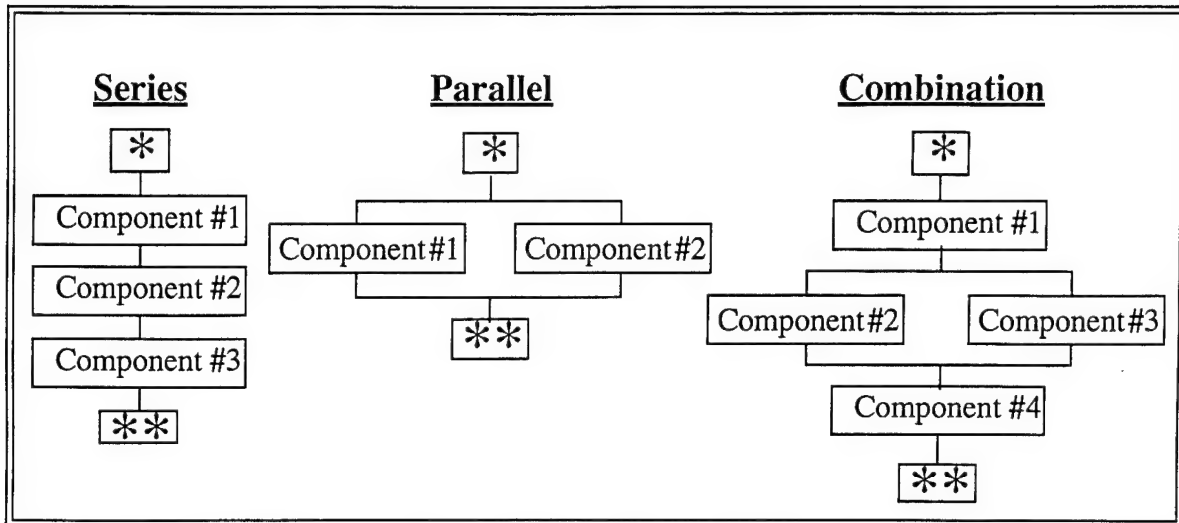 Series
*
Component #1
Component #2
Component #3
**
Parallel
*
Component #1
Component #2
**
Combination
*
Component #1
Component #2
Component #3
Component #4
**